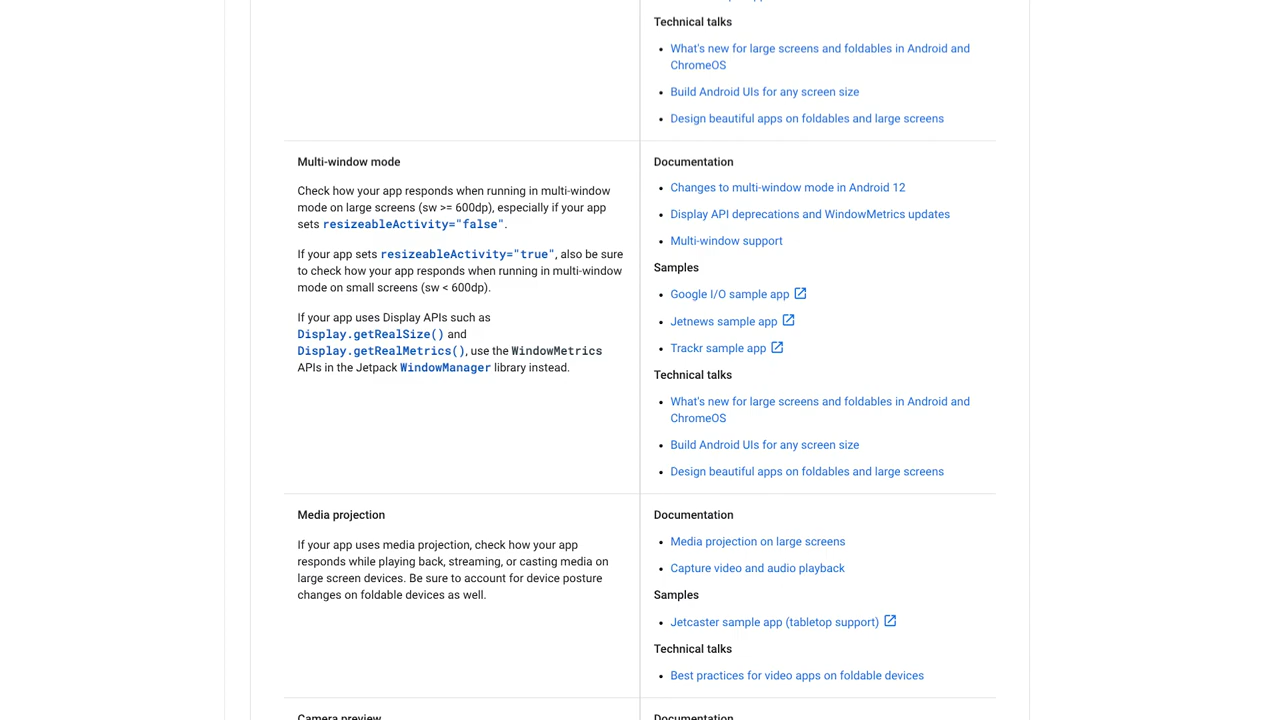 Technical talks
• What's new for large screens and foldables in Android and
ChromeOS
• Build Android UIs for any screen size
• Design beautiful apps on foldables and large screens
Multi-window mode
Check how your app responds when running in multi-window
mode on large screens (sw >= 600dp), especially if your app
sets resizeableActivity="false".
If your app sets resizeableActivity="true", also be sure
to check how your app responds when running in multi-window
mode on small screens (sw < 600dp).
If your app uses Display APIs such as
Display.getRealSize() and
Display.getRealMetrics(), use the WindowMetrics
APIs in the Jetpack WindowManager library instead.
Documentation
• Changes to multi-window mode in Android 12
• Display API deprecations and WindowMetrics updates
• Multi-window support
Samples
• Google I/O sample app
• Jetnews sample app
• Trackr sample app
Technical talks
• What's new for large screens and foldables in Android and
ChromeOS
• Build Android UIs for any screen size
• Design beautiful apps on foldables and large screens
Media projection
If your app uses media projection, check how your app
responds while playing back, streaming, or casting media on
large screen devices. Be sure to account for device posture
changes on foldable devices as well.
Documentation
• Media projection on large screens
• Capture video and audio playback
Samples
• Jetcaster sample app (tabletop support)
Technical talks
• Best practices for video apps on foldable devices
Camera preview
Documentation